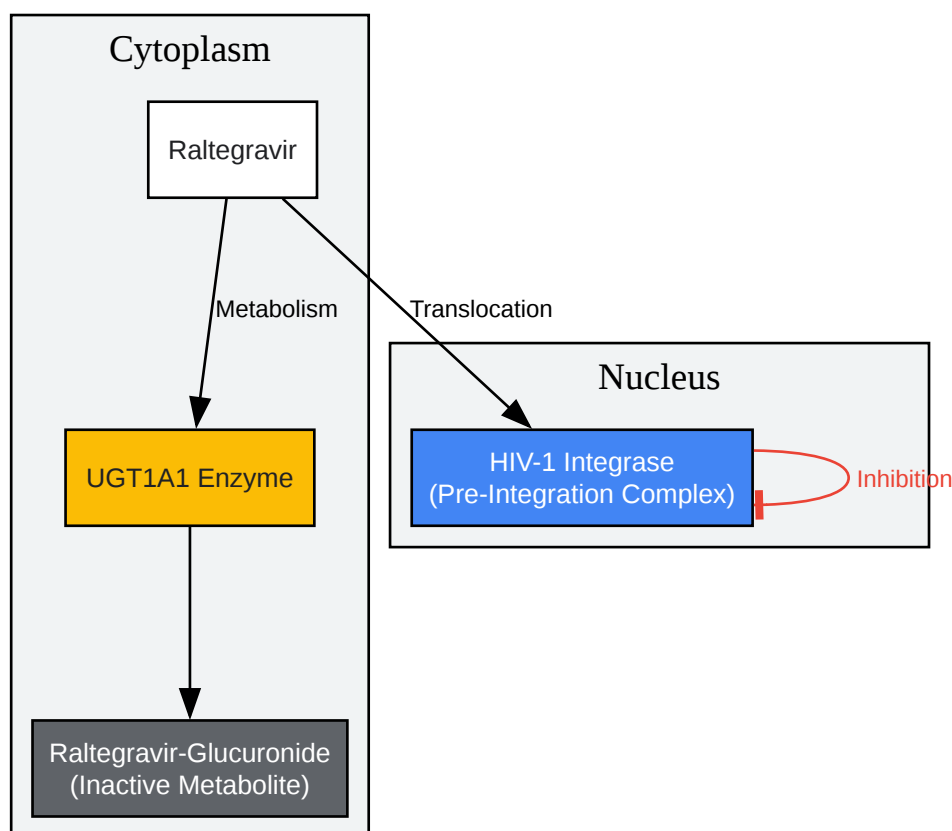 Cytoplasm
Raltegravir
Metabolism
Translocation
Nucleus
UGT1A1 Enzyme
HIV-1 Integrase
(Pre-Integration Complex)
Inhibition
Raltegravir-Glucuronide
(Inactive Metabolite)